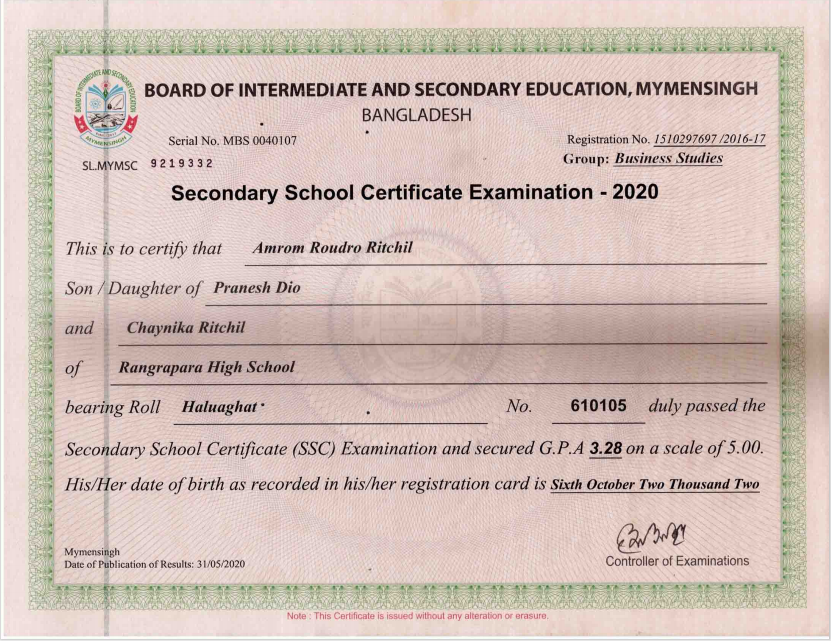 BOARD OF INTERMEDIATE AND SECONDARY EDUCATION, MYMENSINGH
BANGLADESH
BOARD OF INTERMEDIATE AND SECONDARY EDUCATION
MYMENSINGH
Serial No. MBS 0040107
Registration No. 1510297697 /2016-17
SL.MYMSC 9219332
Group: Business Studies
Secondary School Certificate Examination - 2020
This is to certify that Amrom Roudro Ritchil
Son / Daughter of Pranesh Dio
and Chaynika Ritchil
of Rangrapara High School
bearing Roll Haluaghat No. 610105 duly passed the
Secondary School Certificate (SSC) Examination and secured G.P.A 3.28 on a scale of 5.00.
His/Her date of birth as recorded in his/her registration card is Sixth October Two Thousand Two
Mymensingh
Date of Publication of Results: 31/05/2020
Controller of Examinations
Note : This Certificate is issued without any alteration or erasure.